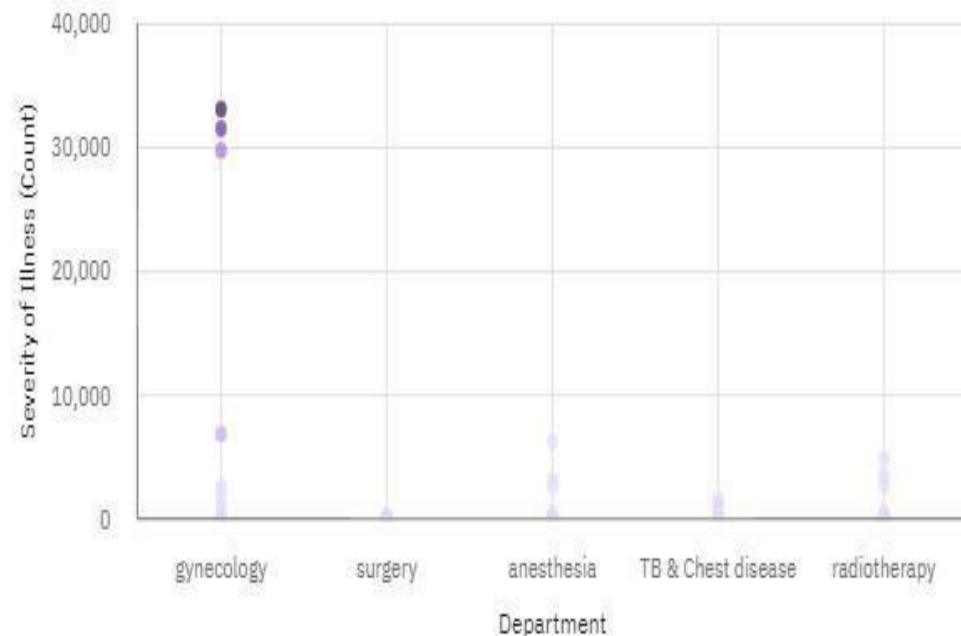 40,000
30,000
20,000
10,000
0
Severity of Illness (Count)
gynecology surgery anesthesia TB & Chest disease radiotherapy
Department